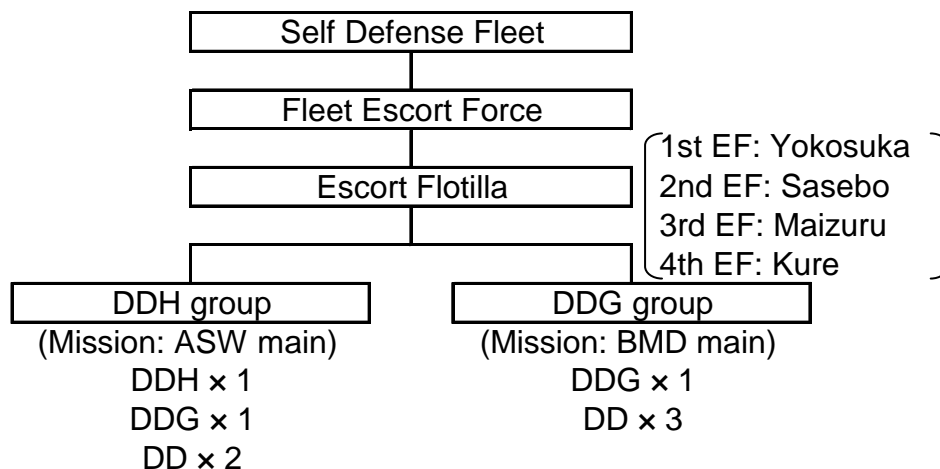 Self Defense Fleet
Fleet Escort Force
Escort Flotilla
1st EF: Yokosuka
2nd EF: Sasebo
3rd EF: Maizuru
4th EF: Kure
DDH group
(Mission: ASW main)
DDH × 1
DDG × 1
DD × 2
DDG group
(Mission: BMD main)
DDG × 1
DD × 3